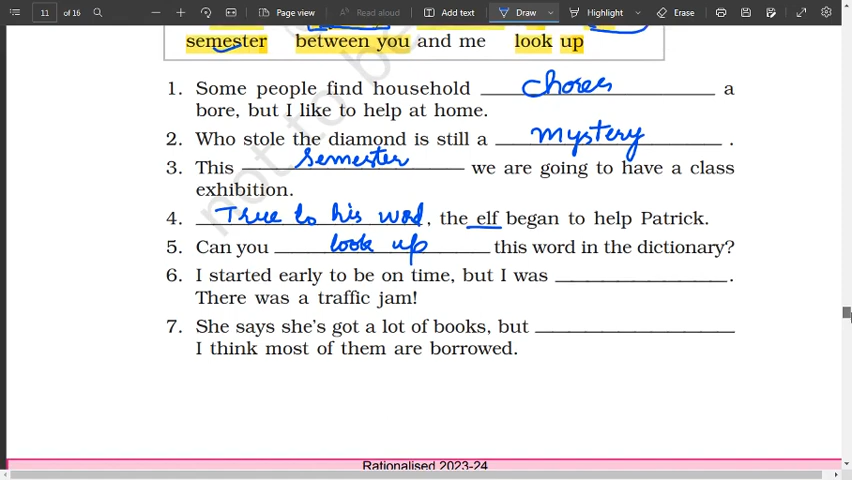 11 of 16 Page view Read aloud Add text Draw Highlight Erase
semester between you and me look up
1. Some people find household chores a
bore, but I like to help at home.
2. Who stole the diamond is still a mystery .
3. This semester we are going to have a class
exhibition.
4. True to his word, the elf began to help Patrick.
5. Can you look up this word in the dictionary?
6. I started early to be on time, but I was ________.
There was a traffic jam!
7. She says she's got a lot of books, but ________
I think most of them are borrowed.
not to be
Rationalised 2023-24